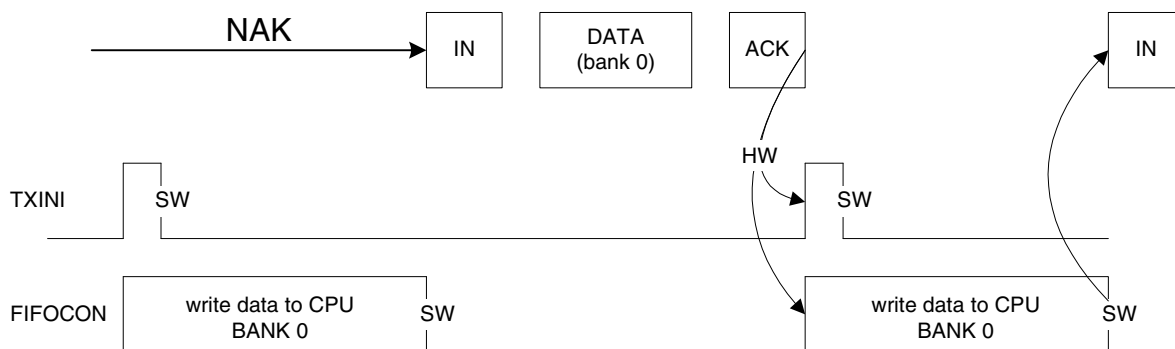 NAK
IN
DATA
(bank 0)
ACK
IN
HW
TXINI
SW
SW
FIFOCON
write data to CPU
BANK 0
SW
write data to CPU
BANK 0
SW